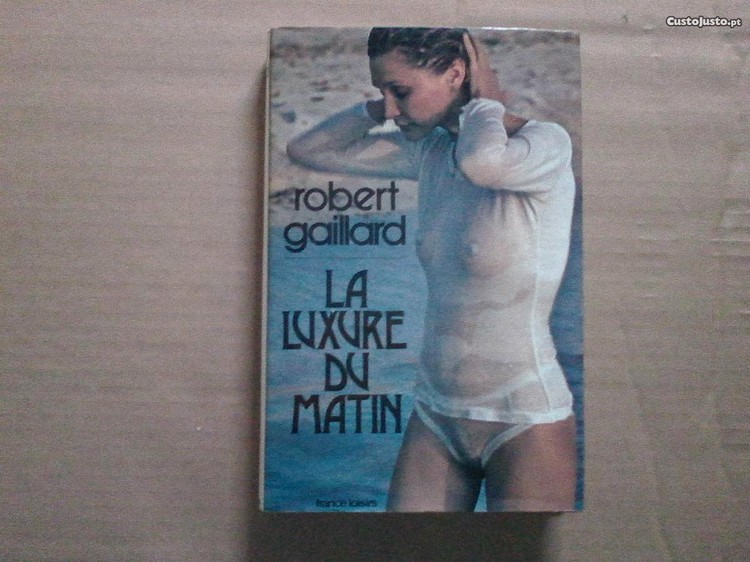 CustoJusto.pt
robert
gaillard
LA
LUXURE
DU
MATIN
france loisirs